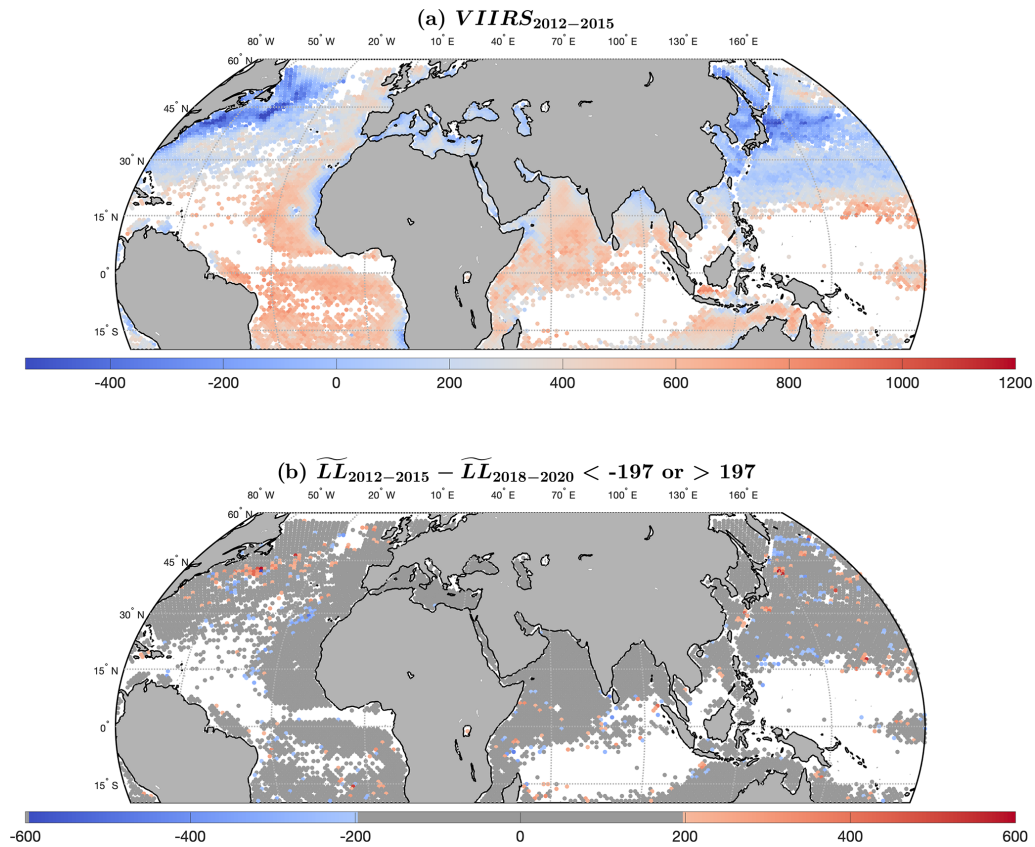 (a) VIIRS2012−2015
80° W 50° W 20° W 10° E 40° E 70° E 100° E 130° E 160° E
60° N
45° N
30° N
15° N
0°
15° S
-400 -200 0 200 400 600 800 1000 1200
(b) L̃L̃2012−2015 − L̃L̃2018−2020 < -197 or > 197
80° W 50° W 20° W 10° E 40° E 70° E 100° E 130° E 160° E
60° N
45° N
30° N
15° N
0°
15° S
-600 -400 -200 0 200 400 600